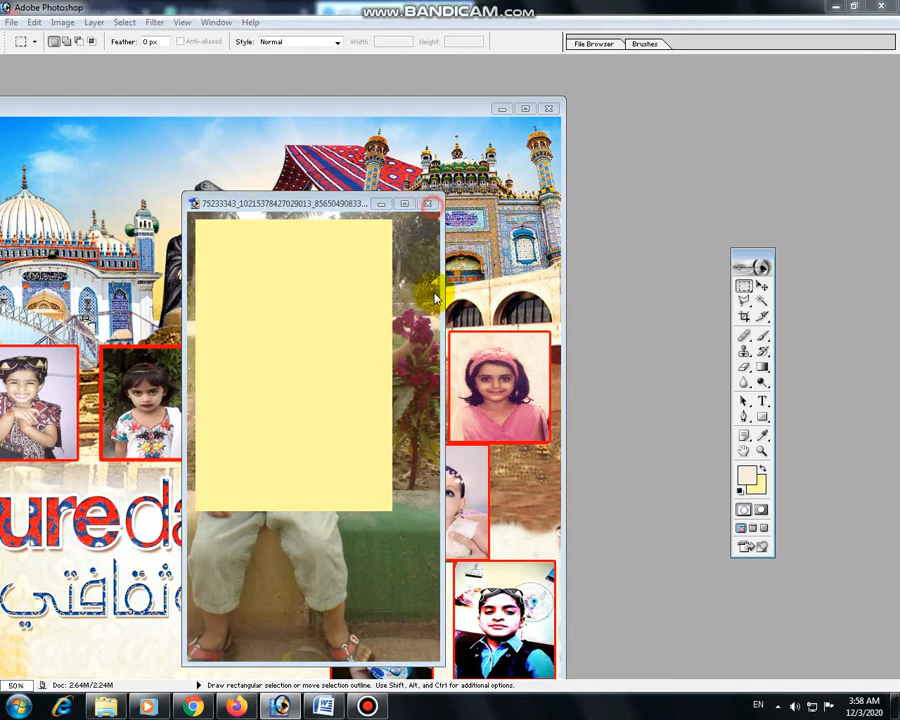 Adobe Photoshop
WWW.BANDICAM.COM
File Edit Image Layer Select Filter View Window Help
Feather: 0 px Anti-aliased Style: Normal Width: Height: File Browser Brushes
75233343_10215378427029013_85650490833...
ureda
ثقافتي
50% Doc: 2.64M/2.24M Draw rectangular selection or move selection outline. Use Shift, Alt, and Ctrl for additional options.
EN 3:58 AM
12/3/2020